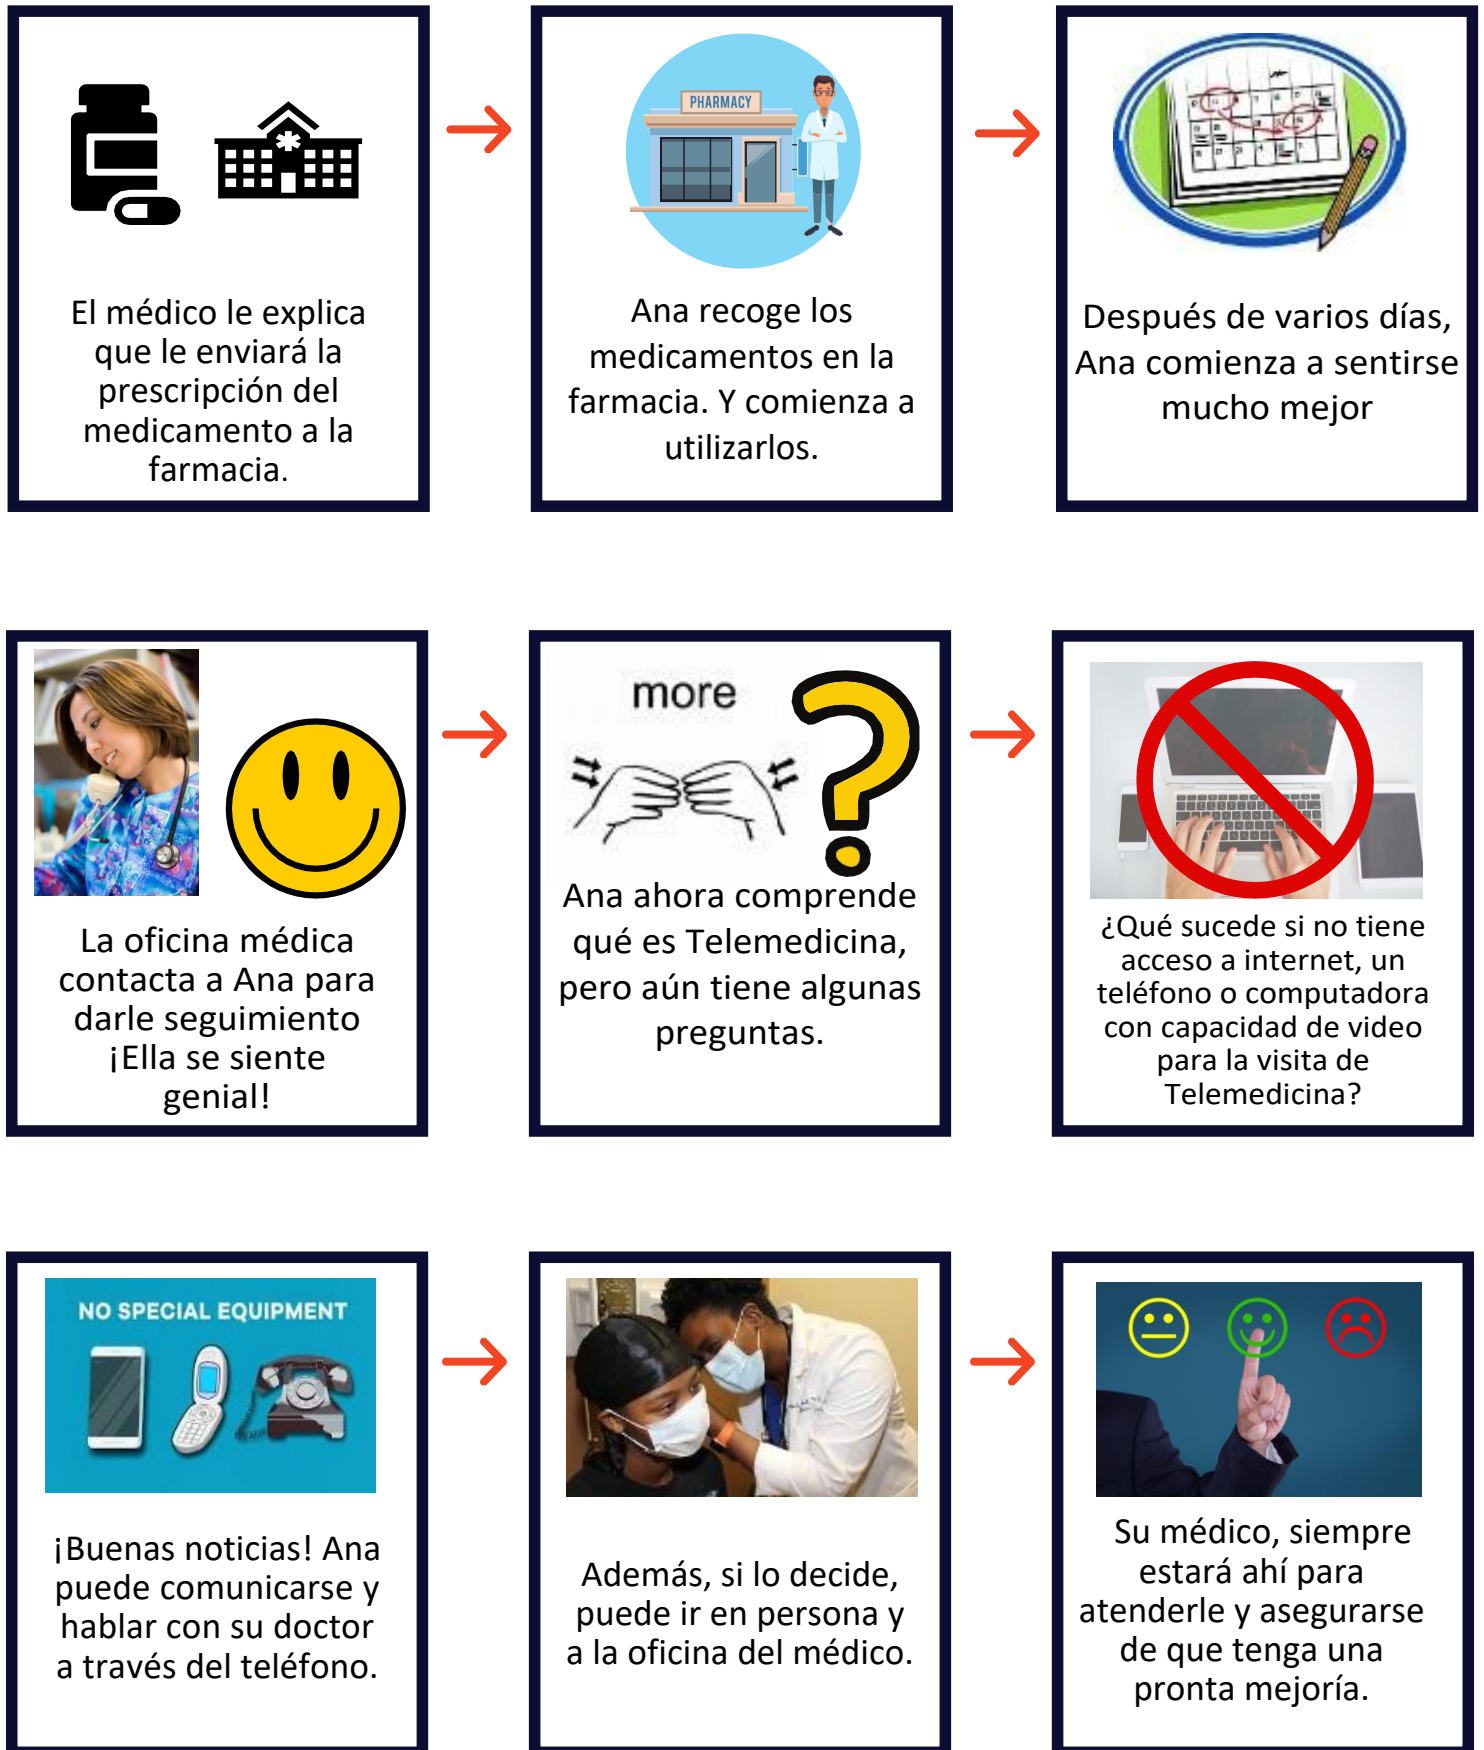 PHARMACY
El médico le explica
que le enviará la
prescripción del
medicamento a la
farmacia.
Ana recoge los
medicamentos en la
farmacia. Y comienza a
utilizarlos.
Después de varios días,
Ana comienza a sentirse
mucho mejor
La oficina médica
contacta a Ana para
darle seguimiento
¡Ella se siente
genial!
more
Ana ahora comprende
qué es Telemedicina,
pero aún tiene algunas
preguntas.
¿Qué sucede si no tiene
acceso a internet, un
teléfono o computadora
con capacidad de video
para la visita de
Telemedicina?
NO SPECIAL EQUIPMENT
¡Buenas noticias! Ana
puede comunicarse y
hablar con su doctor
a través del teléfono.
Además, si lo decide,
puede ir en persona y
a la oficina del médico.
Su médico, siempre
estará ahí para
atenderle y asegurarse
de que tenga una
pronta mejoría.